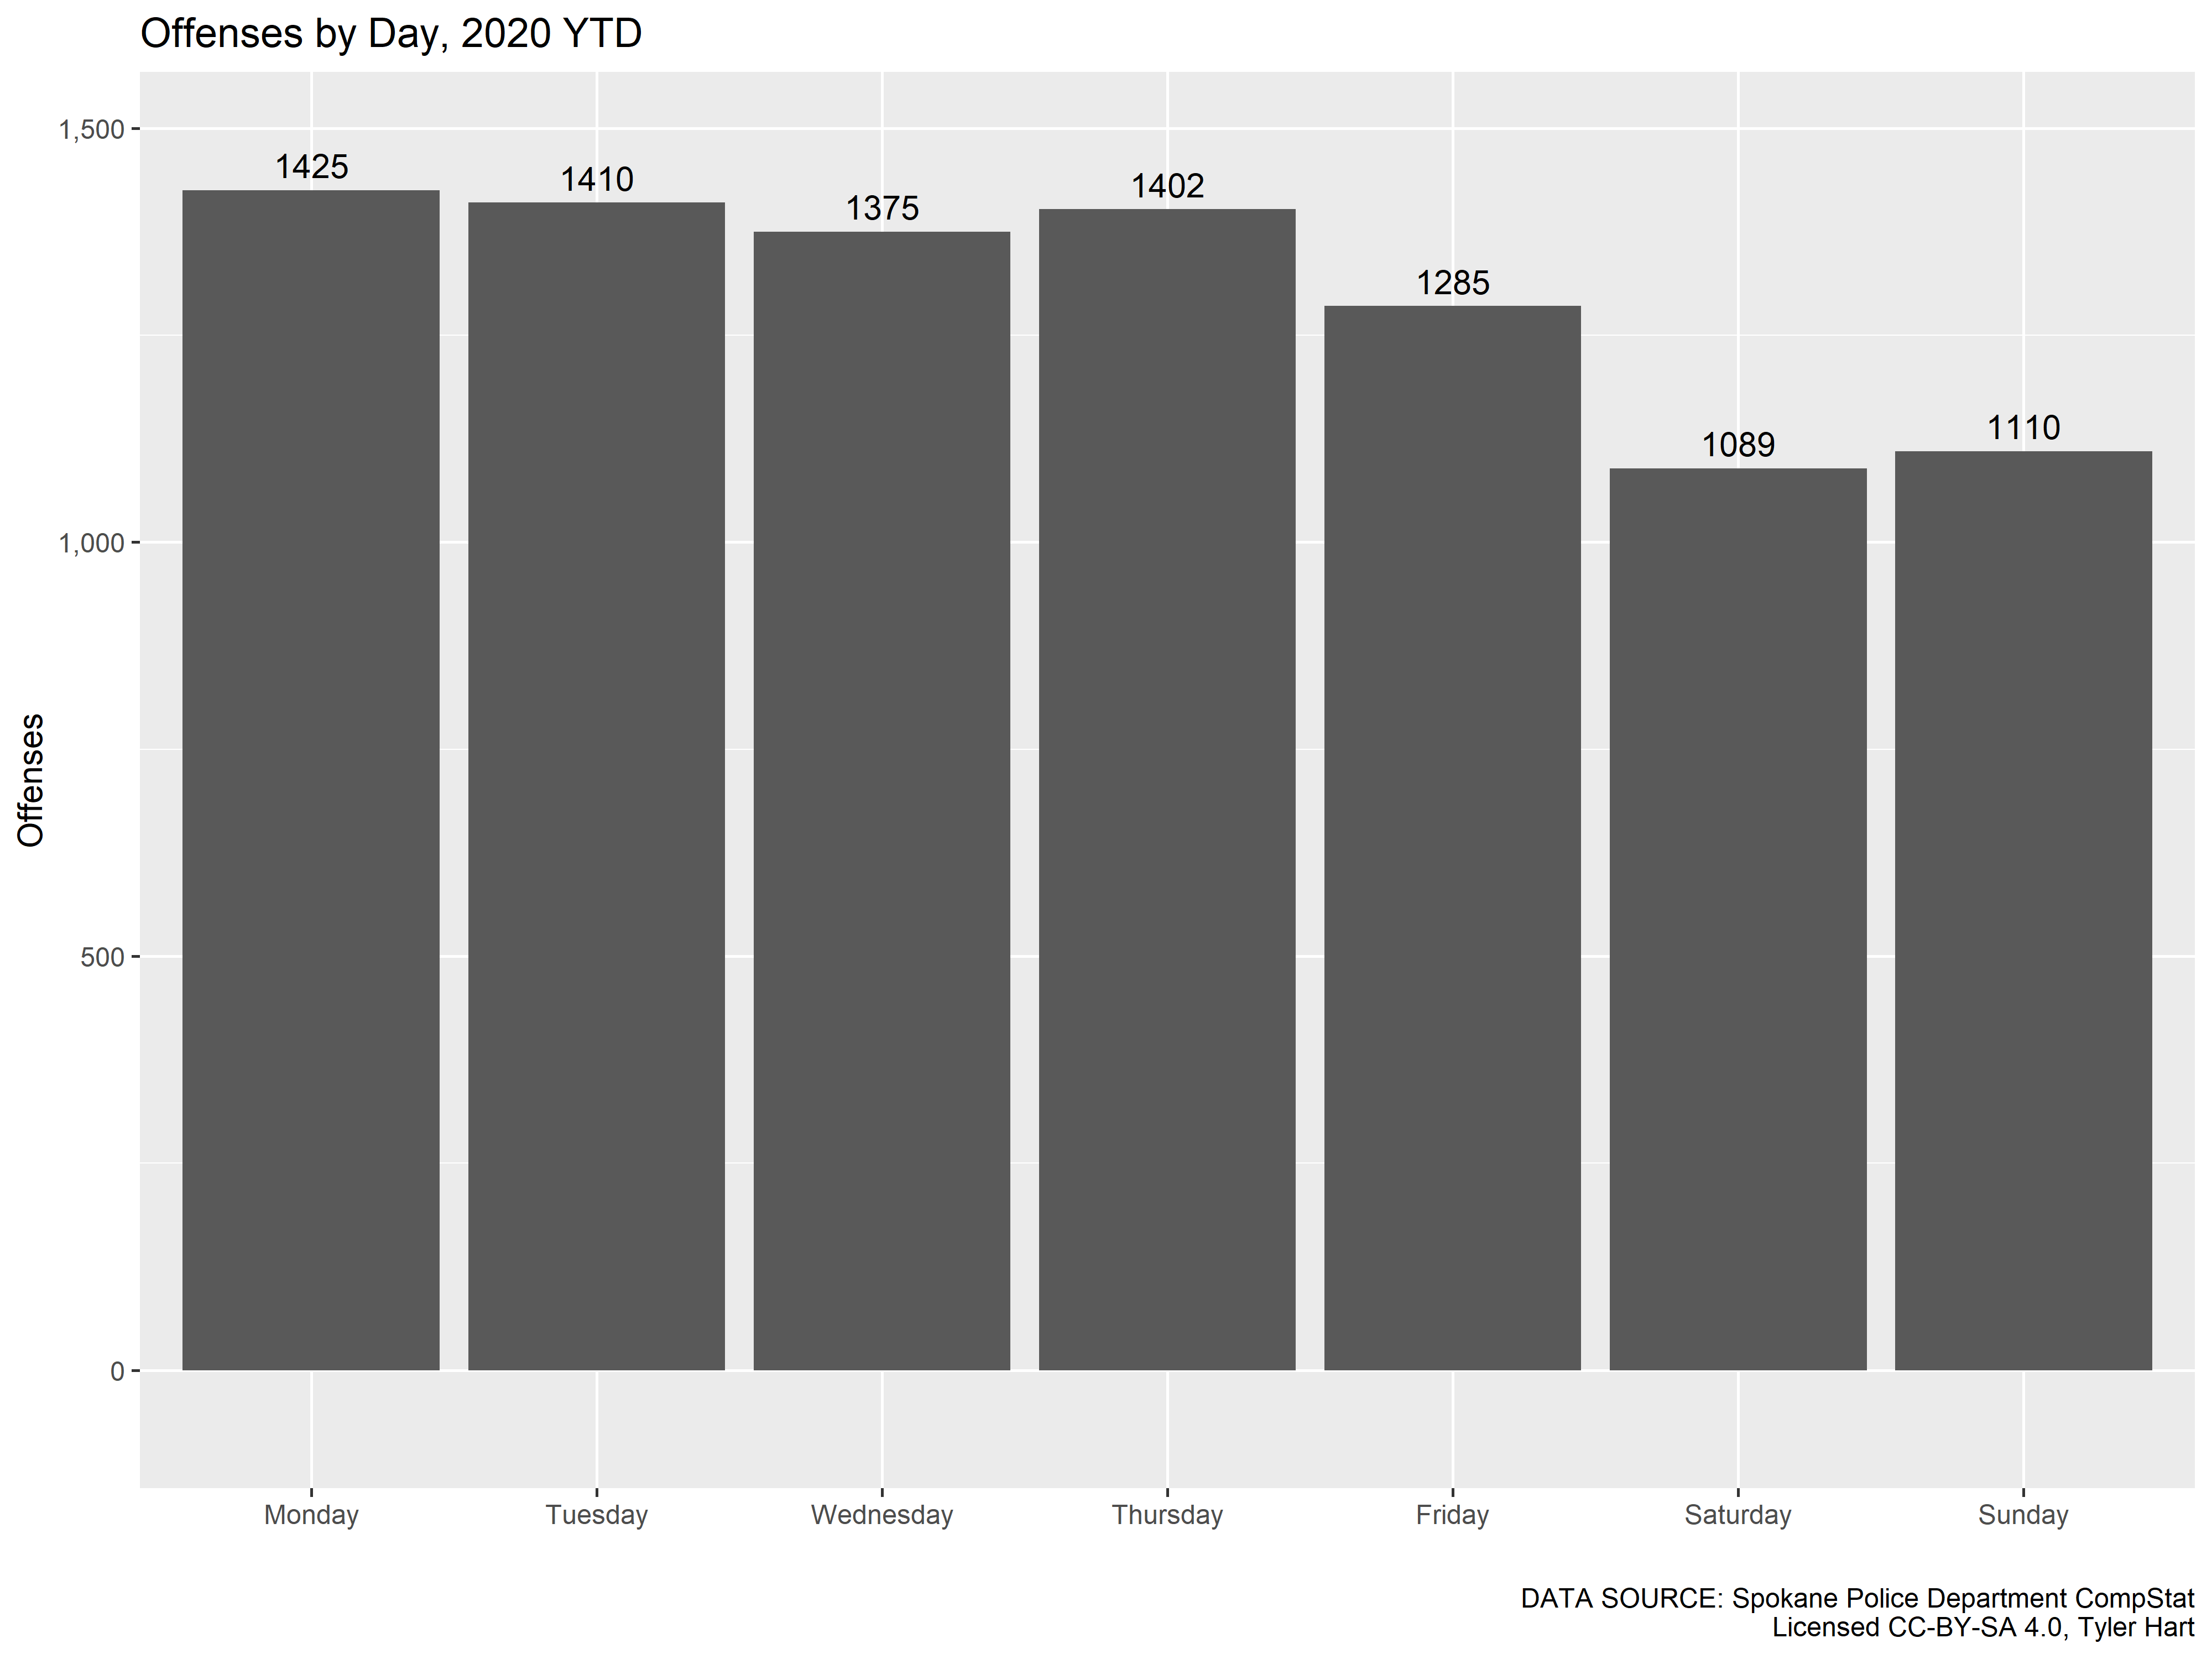 Offenses by Day, 2020 YTD
1,500
1,000
500
0
Offenses
1425
1410
1375
1402
1285
1089
1110
Monday
Tuesday
Wednesday
Thursday
Friday
Saturday
Sunday
DATA SOURCE: Spokane Police Department CompStat
Licensed CC-BY-SA 4.0, Tyler Hart